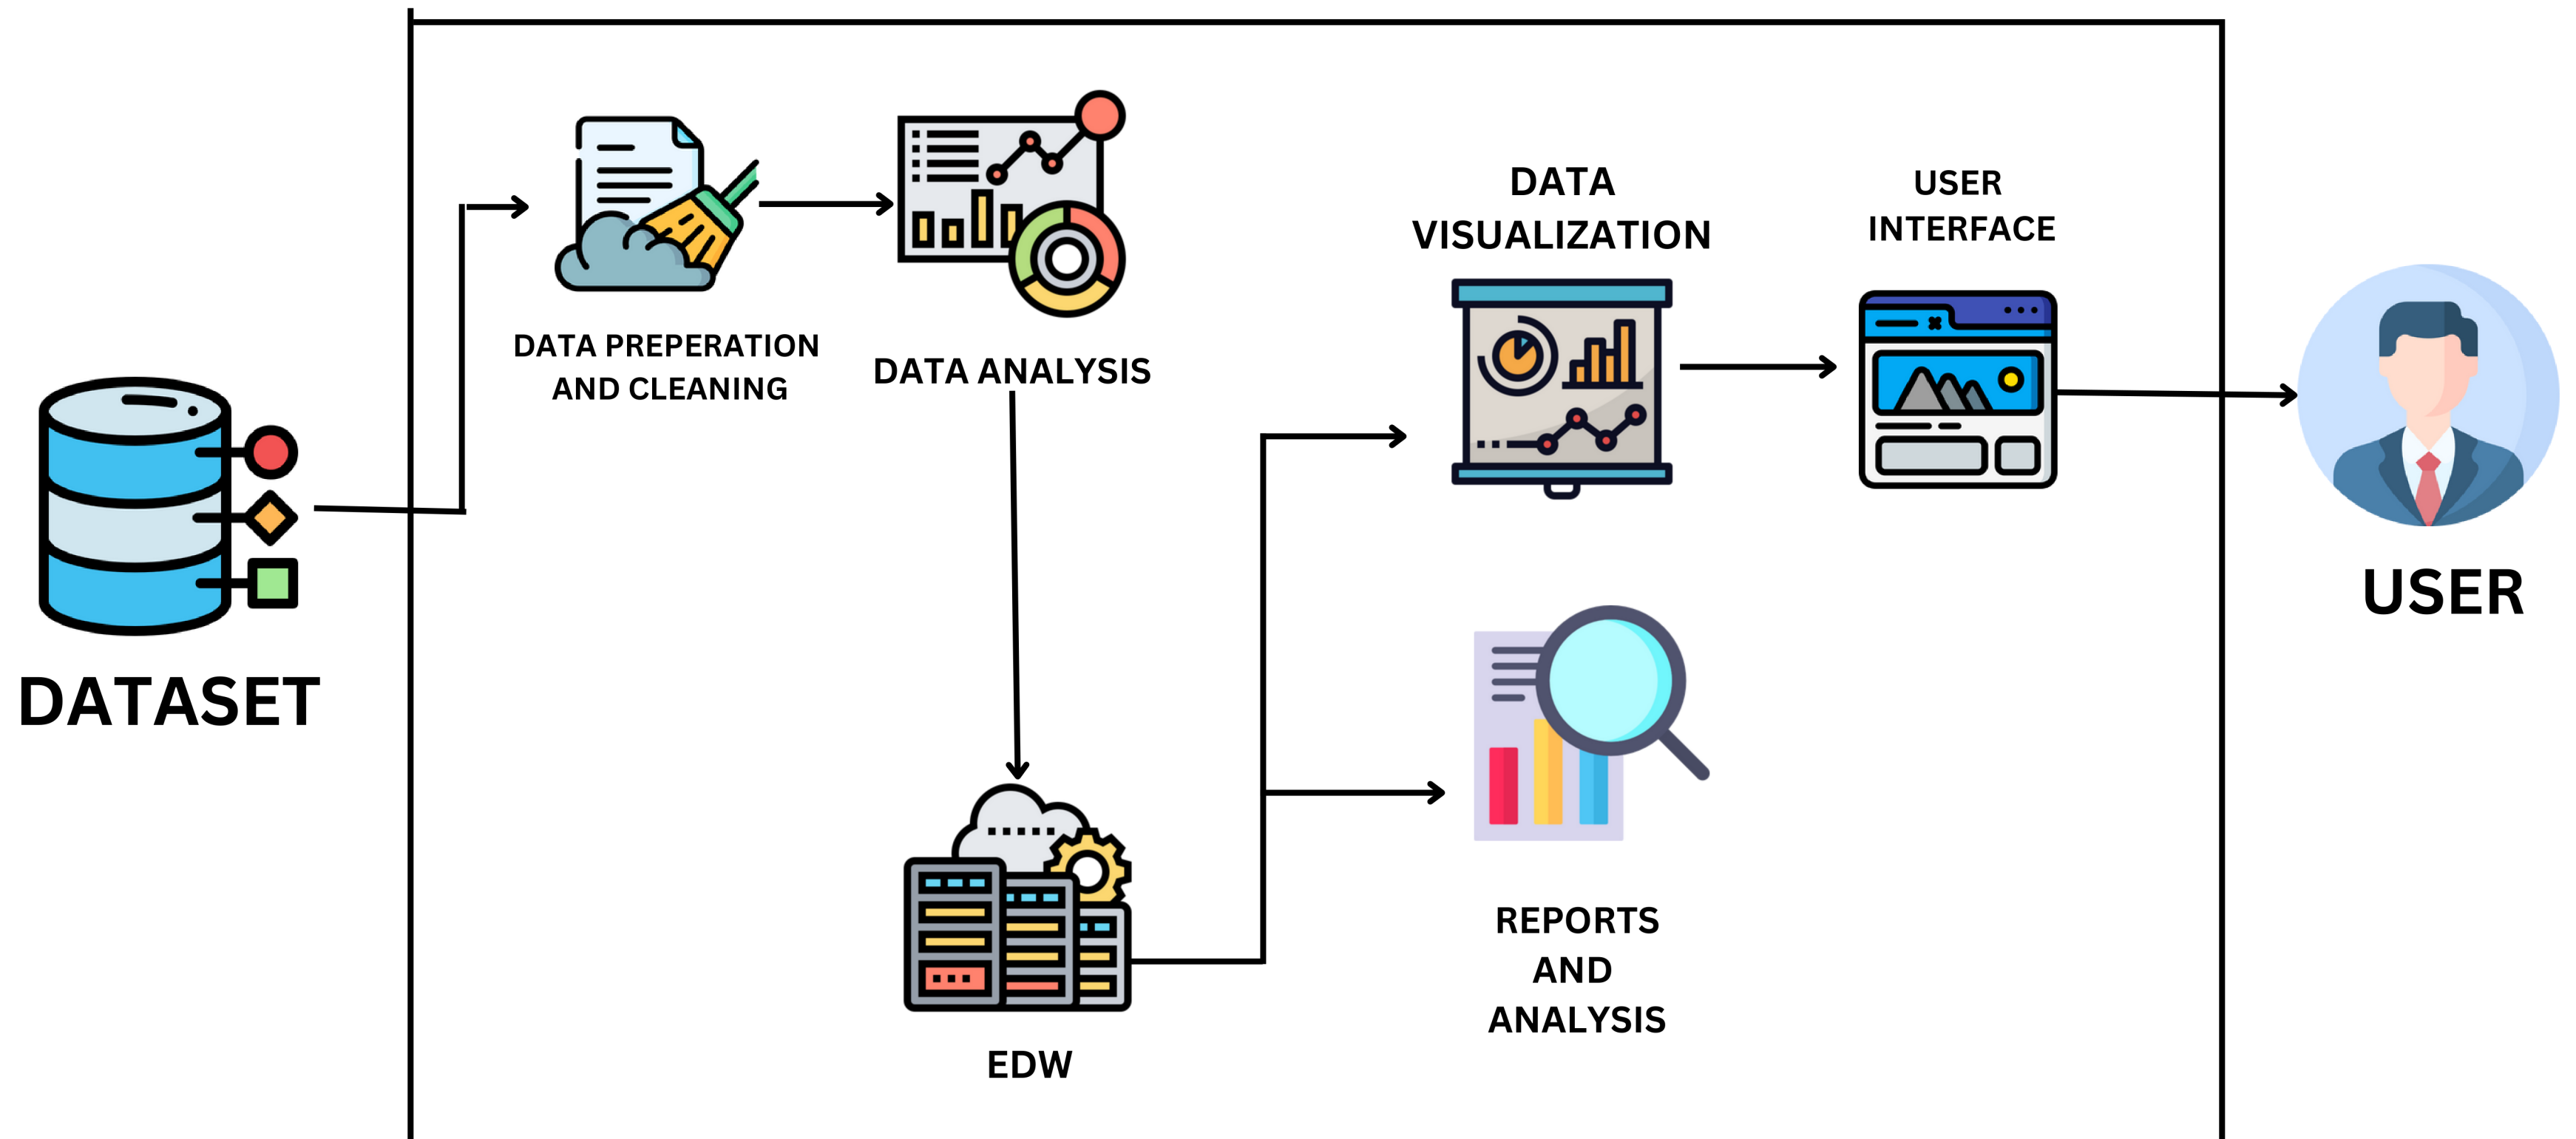 DATASET
DATA PREPERATION
AND CLEANING
DATA ANALYSIS
EDW
DATA
VISUALIZATION
REPORTS
AND
ANALYSIS
USER
INTERFACE
USER